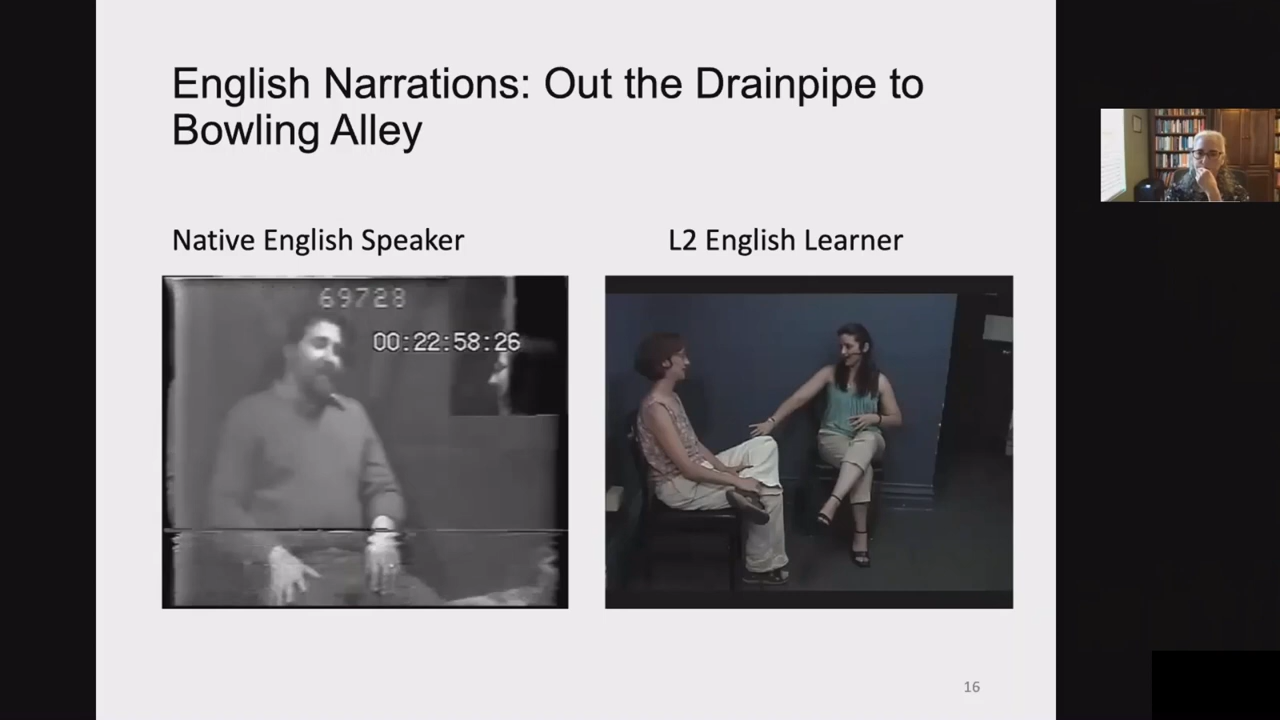 English Narrations: Out the Drainpipe to
Bowling Alley
Native English Speaker
L2 English Learner
69728
00:22:58:26
16